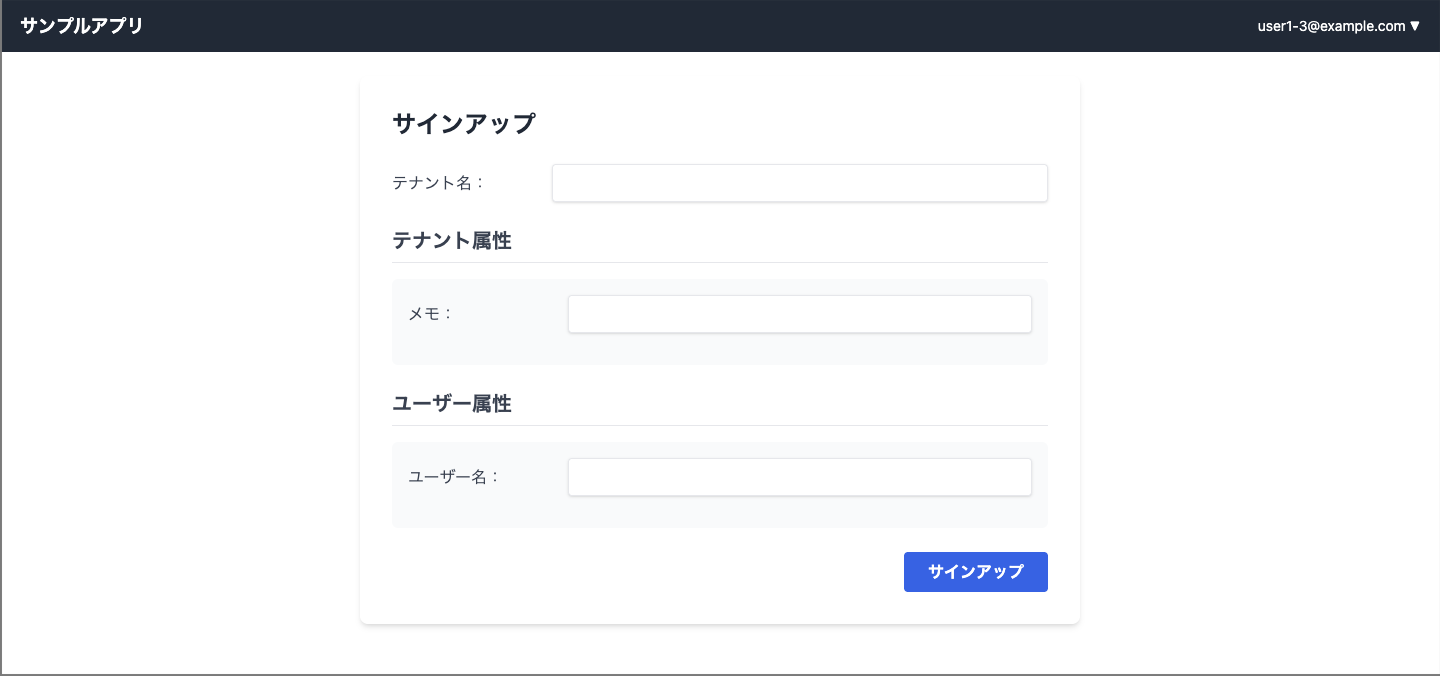 サンプルアプリ
user1-3@example.com ▼
サインアップ
テナント名：
テナント属性
メモ：
ユーザー属性
ユーザー名：
サインアップ